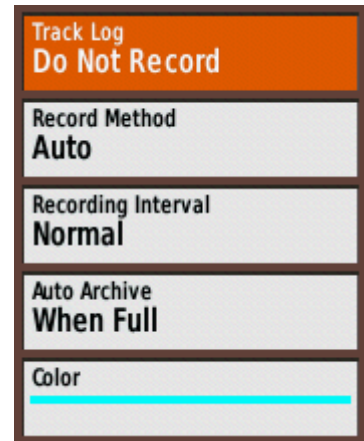 Track Log
Do Not Record
Record Method
Auto
Recording Interval
Normal
Auto Archive
When Full
Color